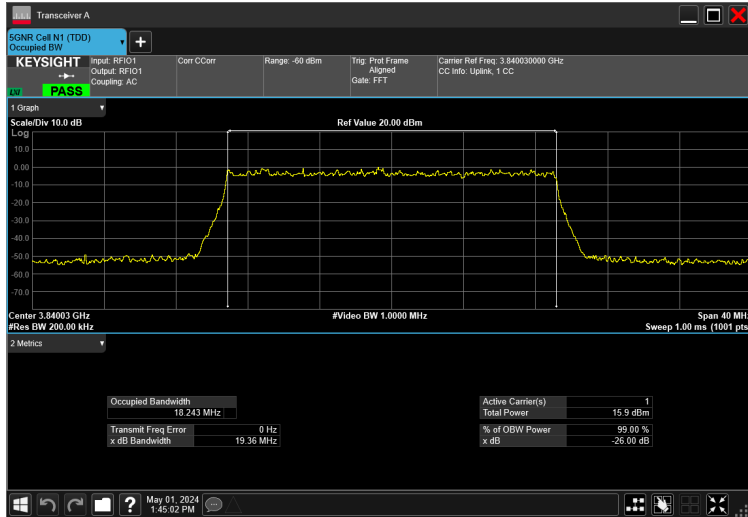 Transceiver A
5GNR Cell N1 (TDD)
Occupied BW
KEYSIGHT
PASS
Input: RFIO1
Output: RFIO1
Coupling: AC
Corr CCorr
Range: -60 dBm
Trig: Prot Frame
Aligned
Gate: FFT
Carrier Ref Freq: 3.840030000 GHz
CC Info: Uplink, 1 CC
1 Graph
Scale/Div 10.0 dB
Ref Value 20.00 dBm
Log
10.0
0.00
-10.0
-20.0
-30.0
-40.0
-50.0
-60.0
-70.0
Center 3.84003 GHz
#Video BW 1.0000 MHz
Span 40 MHz
#Res BW 200.00 kHz
Sweep 1.00 ms (1001 pts
2 Metrics
Occupied Bandwidth
18.243 MHz
Transmit Freq Error 0 Hz
x dB Bandwidth 19.36 MHz
Active Carrier(s) 1
Total Power 15.9 dBm
% of OBW Power 99.00 %
x dB -26.00 dB
May 01, 2024
1:45:02 PM